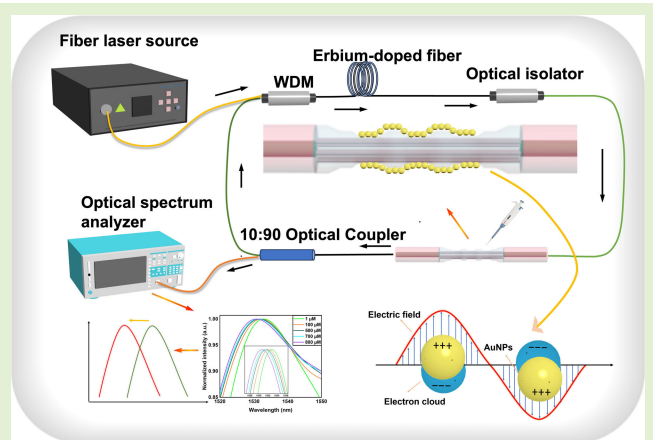 Fiber laser source
Erbium-doped fiber
WDM
Optical isolator
Optical spectrum
analyzer
10:90 Optical Coupler
Normalized intensity (a.u.)
1.00
0.95
0.90
0.85
1 μM
100 μM
500 μM
700 μM
800 μM
1520
1530
1540
1550
Wavelength (nm)
Electric field
AuNPs
+++
---
---
+++
Electron cloud